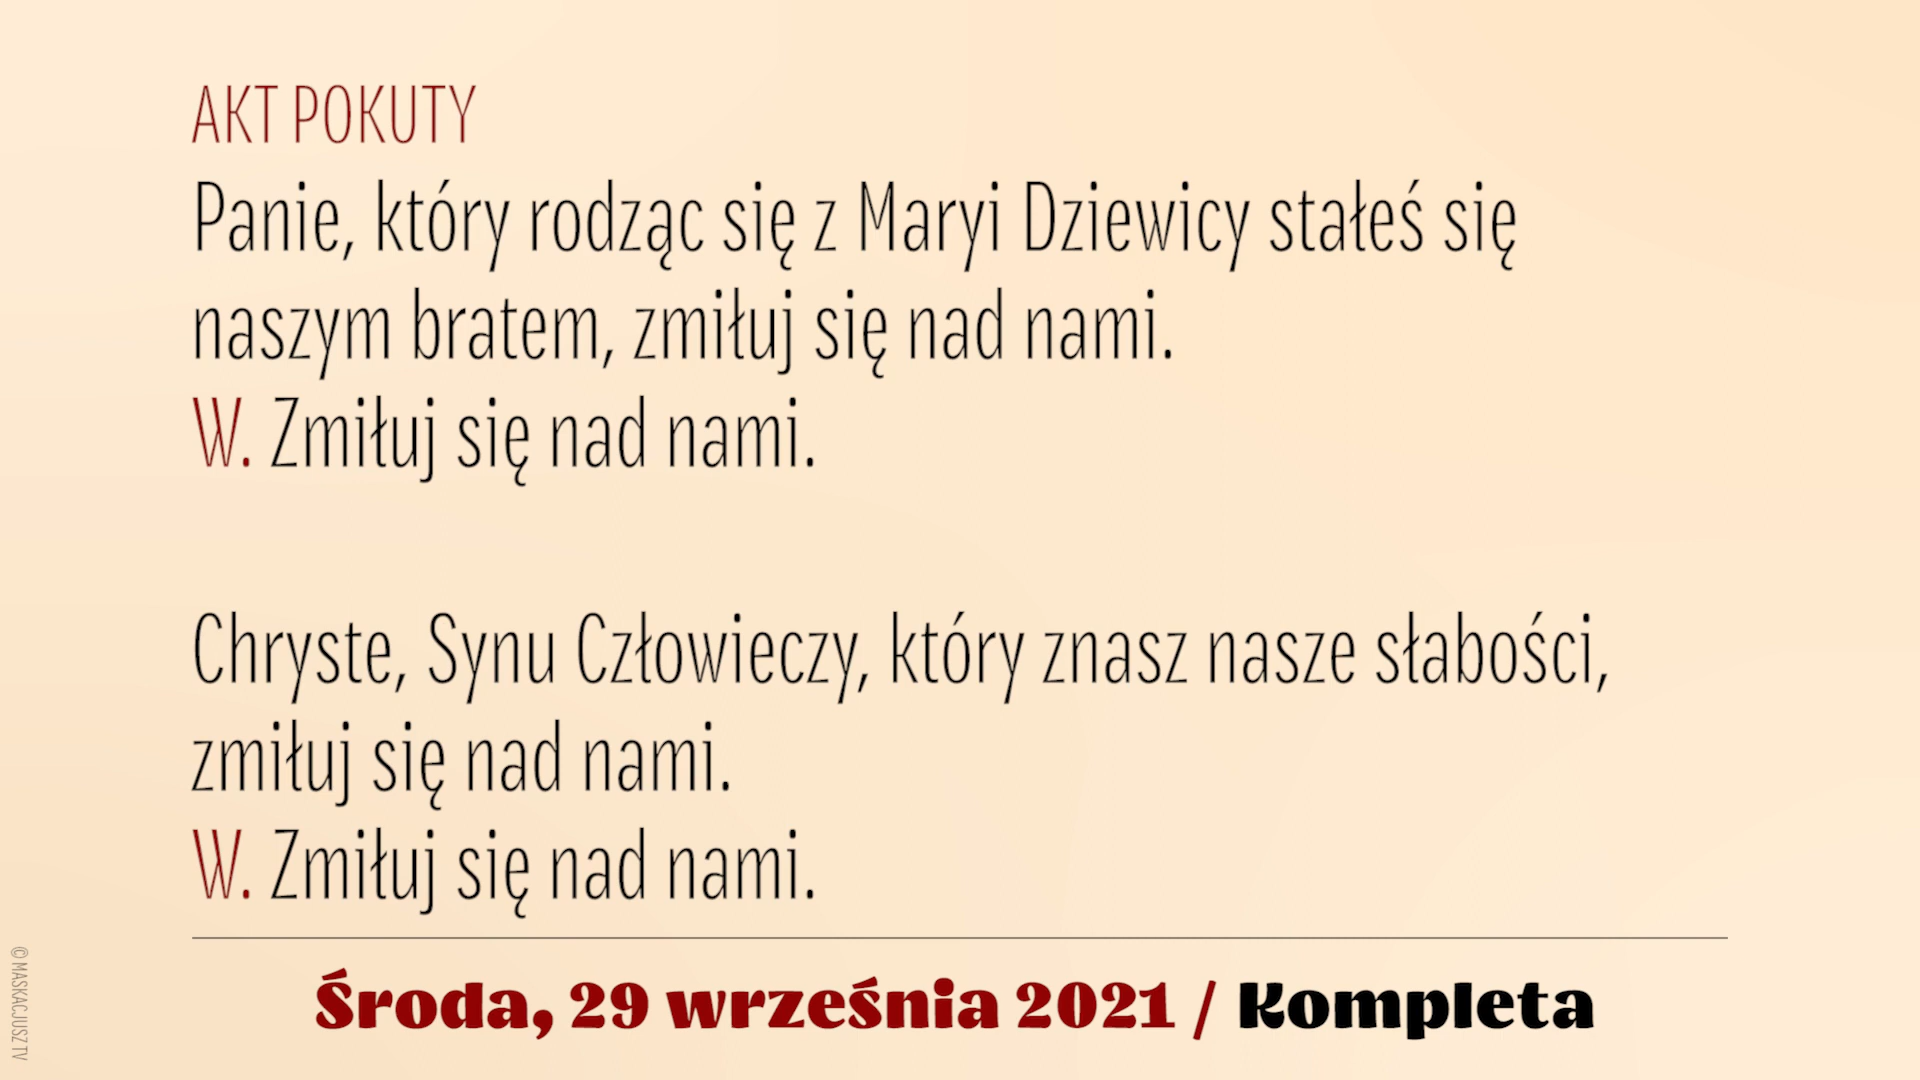 AKT POKUTY
Panie, który rodząc się z Maryi Dziewicy stałeś się
naszym bratem, zmiłuj się nad nami.
W. Zmiłuj się nad nami.
Chryste, Synu Człowieczy, który znasz nasze słabości,
zmiłuj się nad nami.
W. Zmiłuj się nad nami.
Środa, 29 września 2021 / Kompleta
© MASKACJUSZ TV